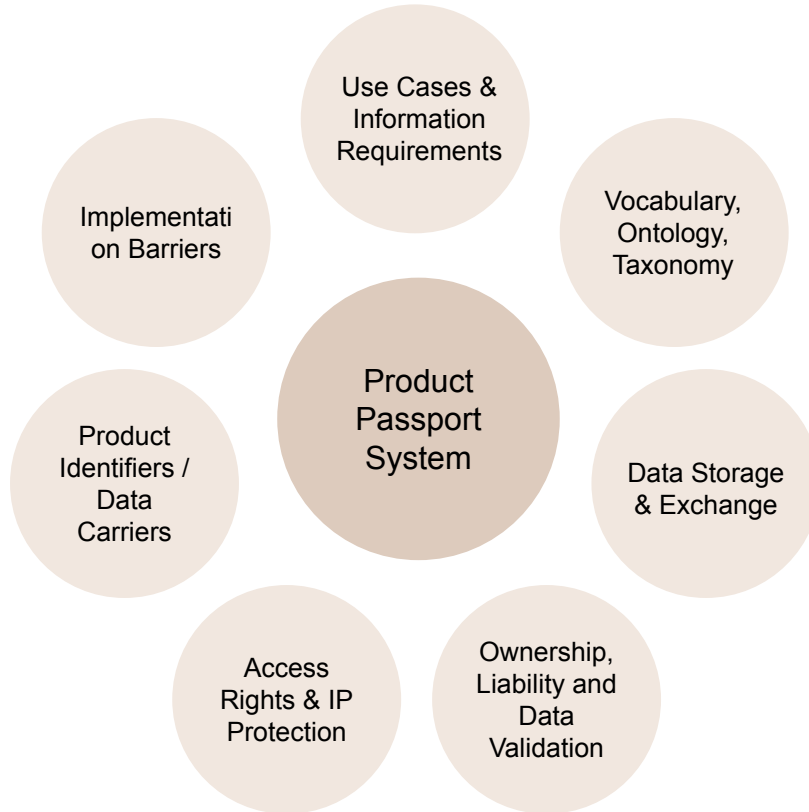 Use Cases &
Information
Requirements
Vocabulary,
Ontology,
Taxonomy
Data Storage
& Exchange
Ownership,
Liability and
Data
Validation
Access
Rights & IP
Protection
Product
Identifiers /
Data
Carriers
Implementati
on Barriers
Product
Passport
System